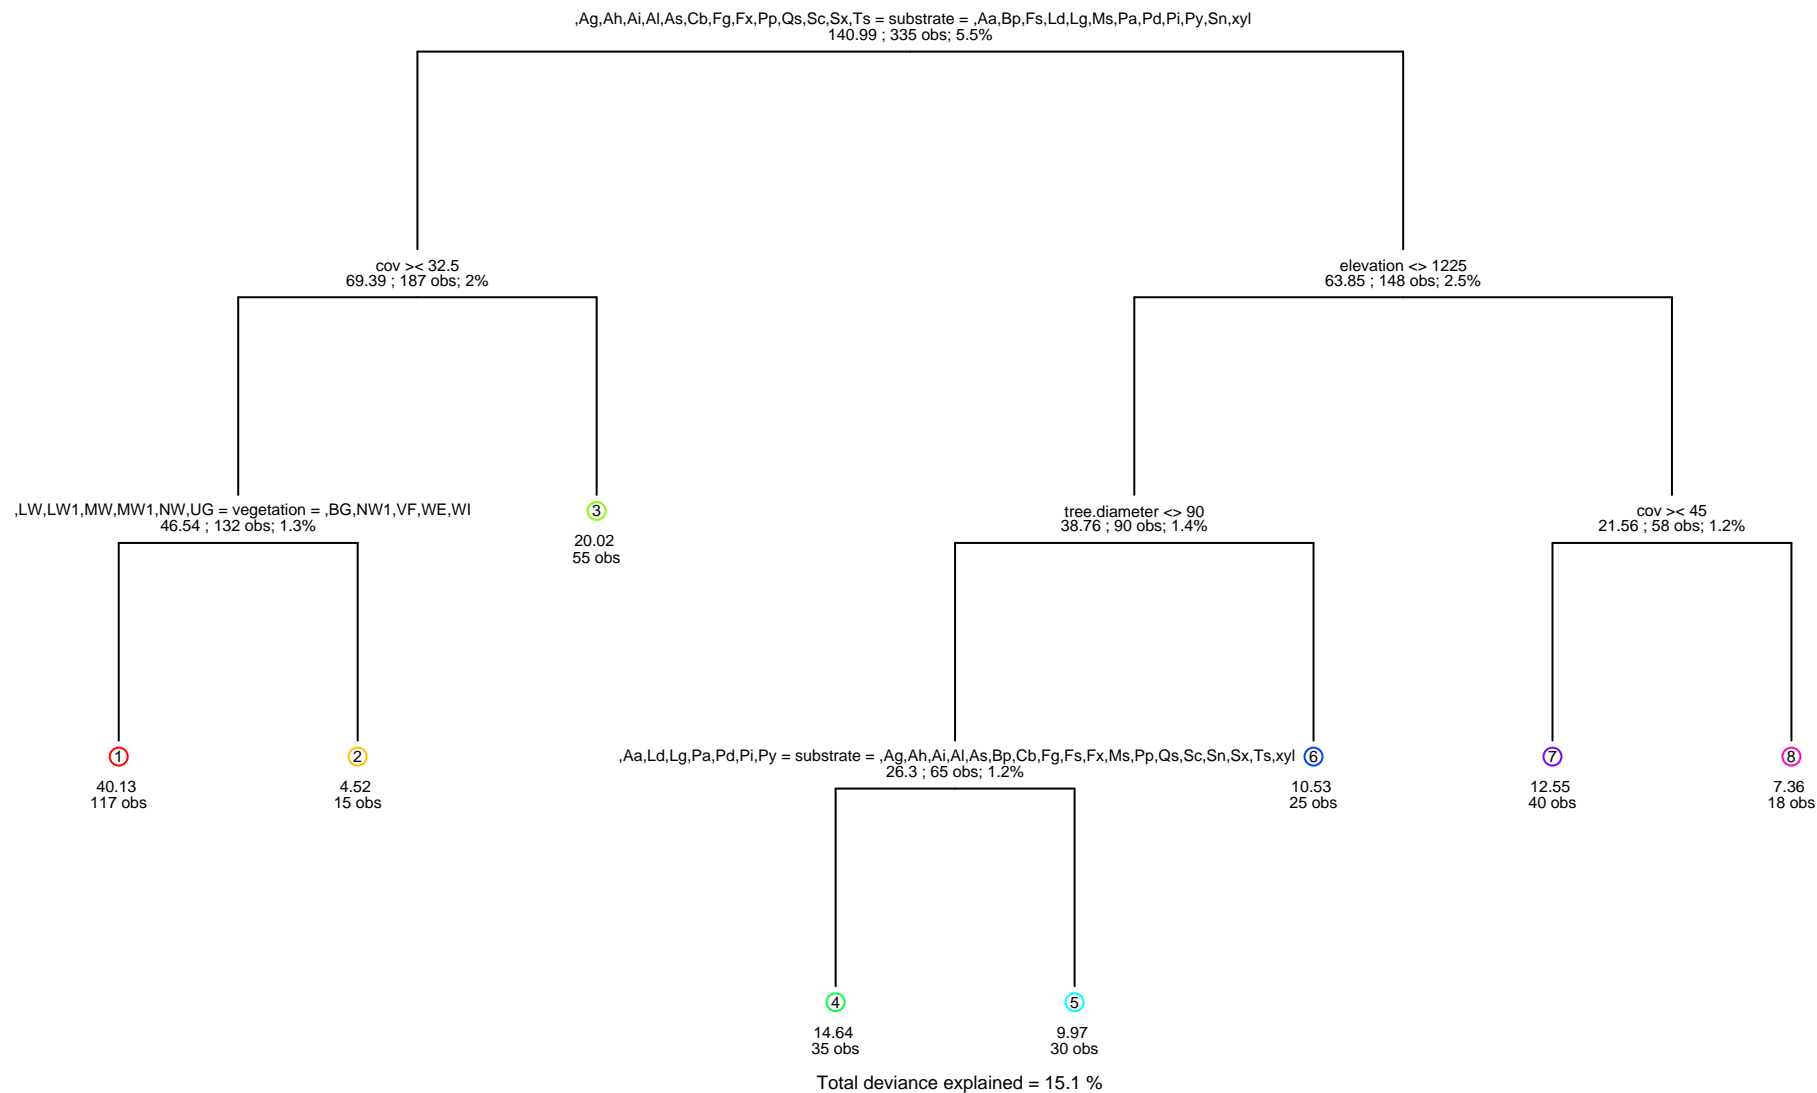 ,Ag,Ah,Ai,Al,As,Cb,Fg,Fx,Pp,Qs,Sc,Sx,Ts = substrate = ,Aa,Bp,Fs,Ld,Lg,Ms,Pa,Pd,Pi,Py,Sn,xyl
140.99 ; 335 obs; 5.5%
cov >< 32.5
69.39 ; 187 obs; 2%
elevation <> 1225
63.85 ; 148 obs; 2.5%
,LW,LW1,MW,MW1,NW,UG = vegetation = ,BG,NW1,VF,WE,WI
46.54 ; 132 obs; 1.3%
3
20.02
55 obs
tree.diameter <> 90
38.76 ; 90 obs; 1.4%
cov >< 45
21.56 ; 58 obs; 1.2%
1
40.13
117 obs
2
4.52
15 obs
,Aa,Ld,Lg,Pa,Pd,Pi,Py = substrate = ,Ag,Ah,Ai,Al,As,Bp,Cb,Fg,Fs,Fx,Ms,Pp,Qs,Sc,Sn,Sx,Ts,xyl
26.3 ; 65 obs; 1.2%
6
10.53
25 obs
7
12.55
40 obs
8
7.36
18 obs
4
14.64
35 obs
5
9.97
30 obs
Total deviance explained = 15.1 %